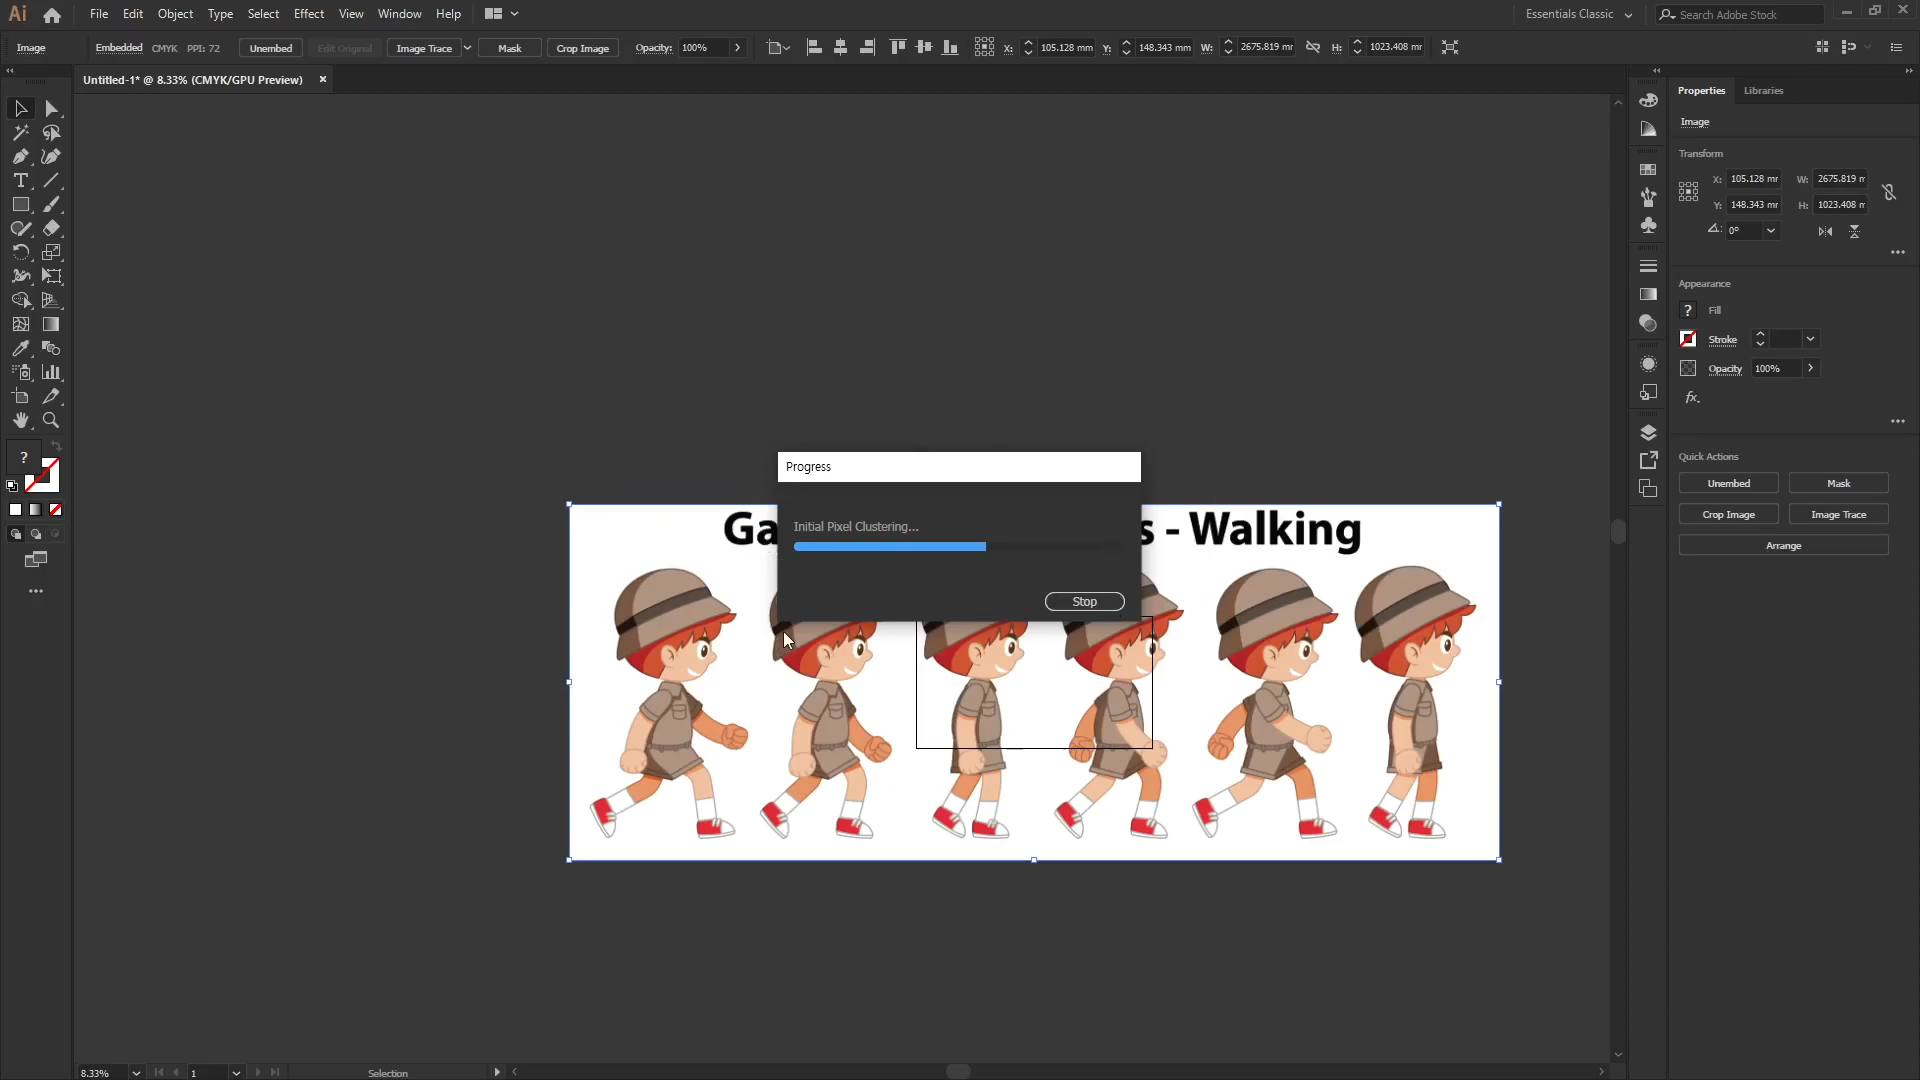 Ai File Edit Object Type Select Effect View Window Help Essentials Classic Search Adobe Stock
Image Embedded CMYK PPI: 72 Unembed Edit Original Image Trace Mask Crop Image Opacity: 100% X: 105.128 mm Y: 148.343 mm W: 2675.819 mm H: 1023.408 mm
Untitled-1* @ 8.33% (CMYK/GPU Preview)
Properties Libraries
Image
Transform
X: 105.128 mr W: 2675.819 m
Y: 148.343 mr H: 1023.408 m
0°
Appearance
? Fill
Stroke
Opacity 100%
fx.
Quick Actions
Unembed Mask
Crop Image Image Trace
Arrange
?
Progress
Initial Pixel Clustering...
Stop
Ga s - Walking
8.33% 1 Selection